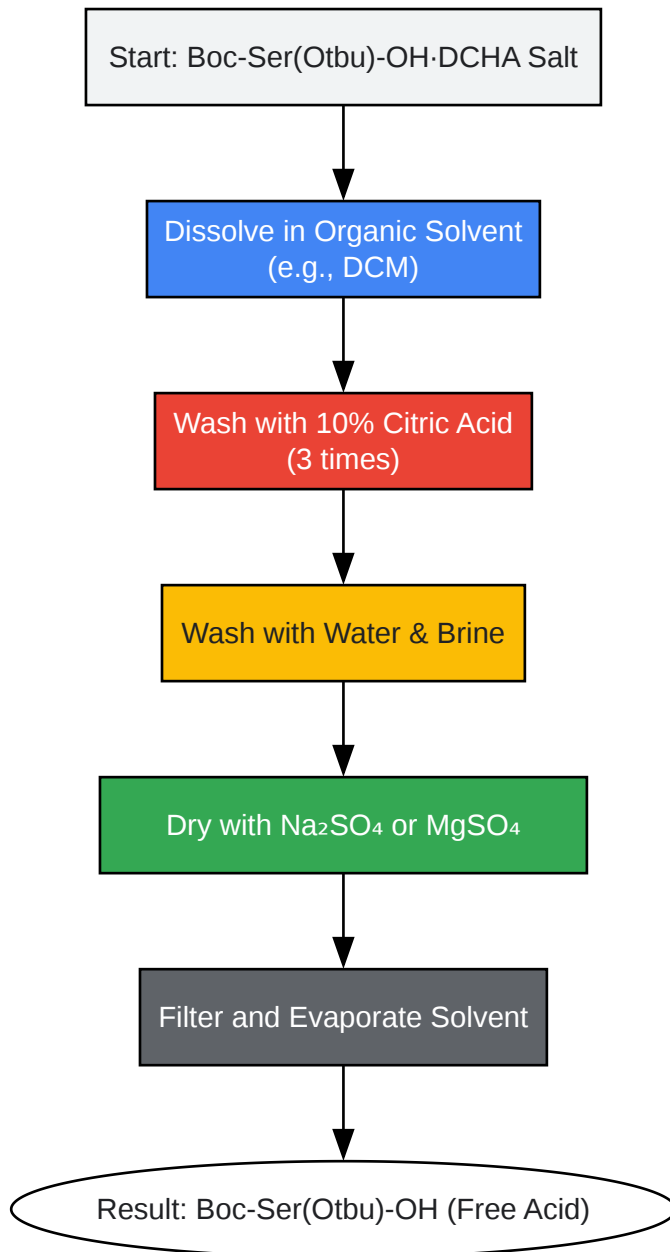 Start: Boc-Ser(Otbu)-OH·DCHA Salt
Dissolve in Organic Solvent
(e.g., DCM)
Wash with 10% Citric Acid
(3 times)
Wash with Water & Brine
Dry with Na₂SO₄ or MgSO₄
Filter and Evaporate Solvent
Result: Boc-Ser(Otbu)-OH (Free Acid)